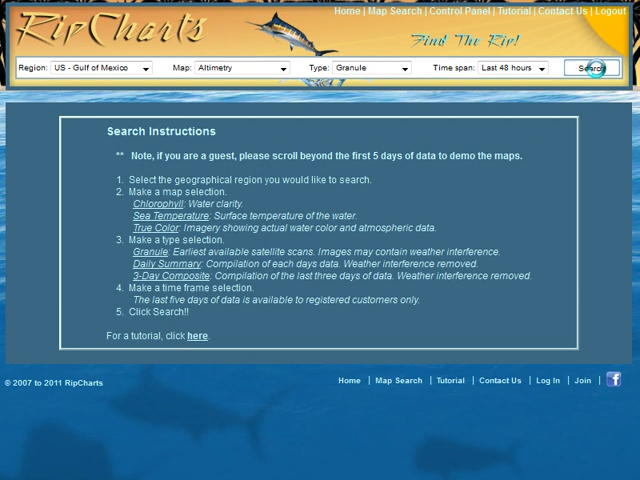 RipCharts
Home | Map Search | Control Panel | Tutorial | Contact Us | Logout
Find The Rip!
Region: US - Gulf of Mexico Map: Altimetry Type: Granule Time span: Last 48 hours Search
Search Instructions
** Note, if you are a guest, please scroll beyond the first 5 days of data to demo the maps.
1. Select the geographical region you would like to search.
2. Make a map selection.
Chlorophyll: Water clarity.
Sea Temperature: Surface temperature of the water.
True Color: Imagery showing actual water color and atmospheric data.
3. Make a type selection.
Granule: Earliest available satellite scans. Images may contain weather interference.
Daily Summary: Compilation of each days data. Weather interference removed.
3-Day Composite: Compilation of the last three days of data. Weather interference removed.
4. Make a time frame selection.
The last five days of data is available to registered customers only.
5. Click Search!!
For a tutorial, click here.
© 2007 to 2011 RipCharts
Home | Map Search | Tutorial | Contact Us | Log In | Join | f